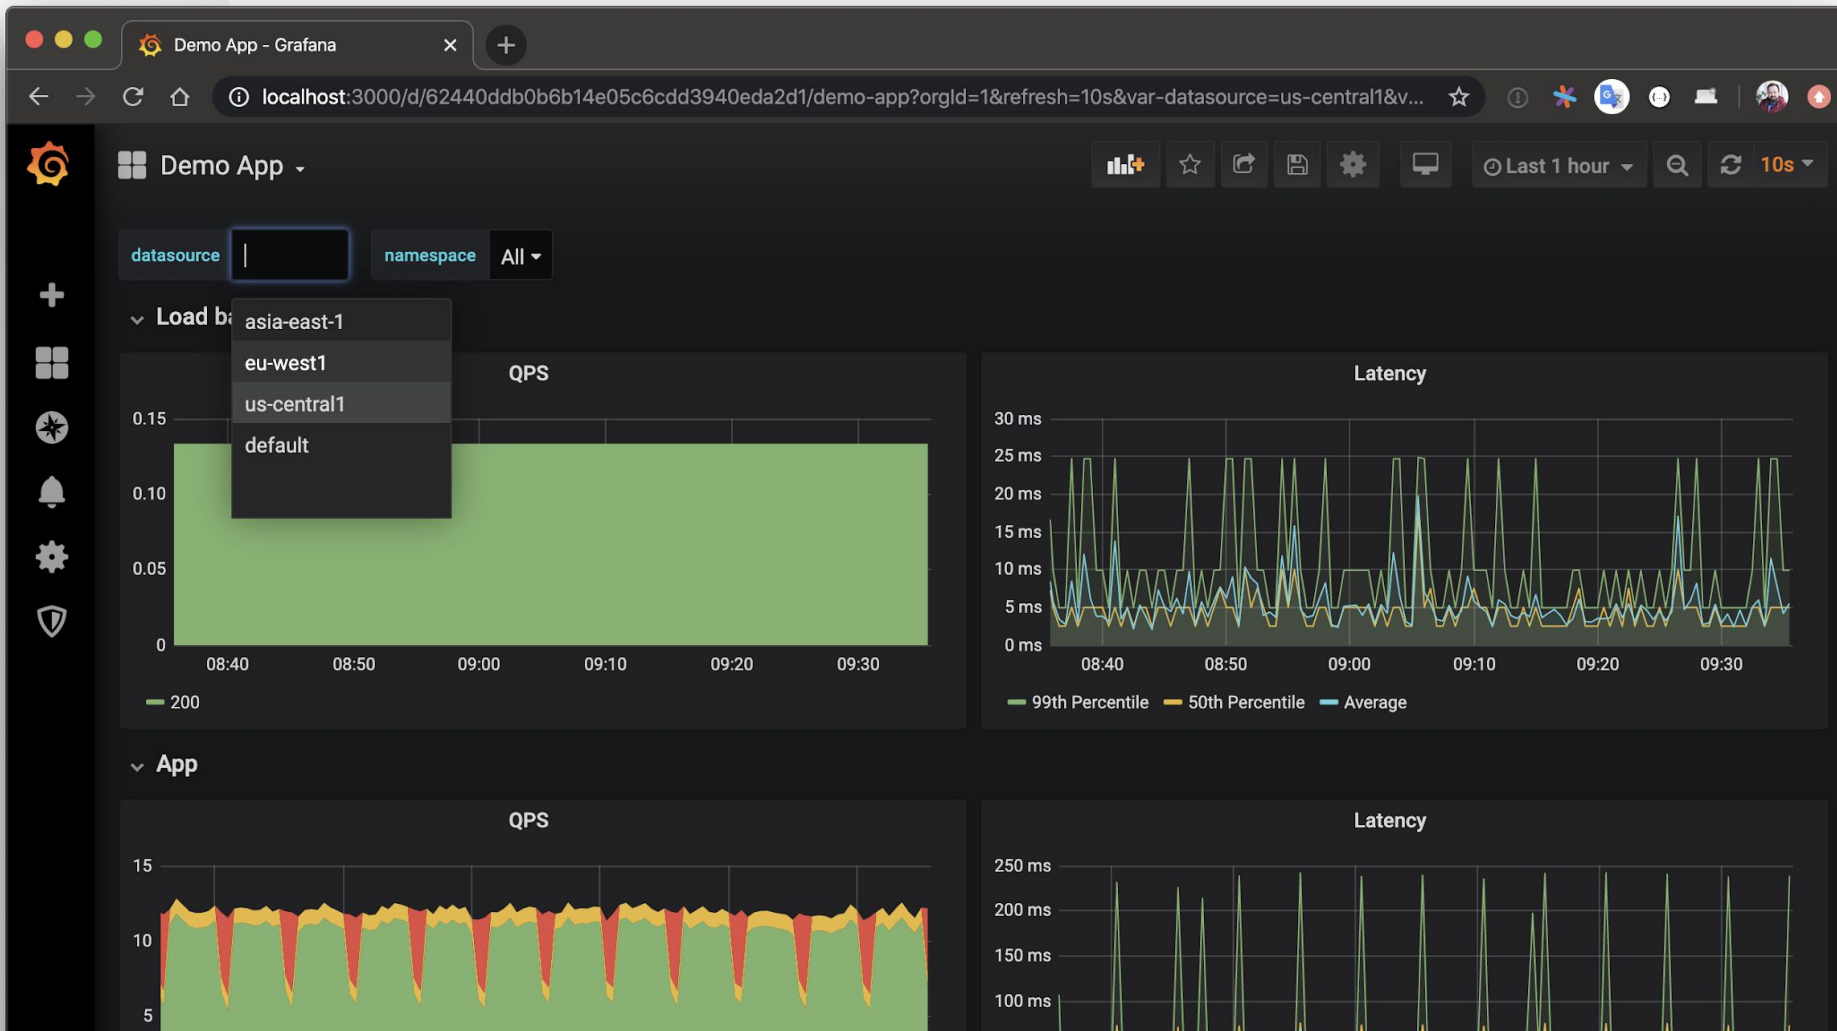 Demo App - Grafana
localhost:3000/d/62440ddb0b6b14e05c6cdd3940eda2d1/demo-app?orgId=1&refresh=10s&var-datasource=us-central1&v...
Demo App
Last 1 hour
10s
datasource
namespace
All
Load ba
asia-east-1
eu-west1
us-central1
default
QPS
0.15
0.10
0.05
0
08:40
08:50
09:00
09:10
09:20
09:30
200
Latency
30 ms
25 ms
20 ms
15 ms
10 ms
5 ms
0 ms
08:40
08:50
09:00
09:10
09:20
09:30
99th Percentile
50th Percentile
Average
App
QPS
15
10
5
Latency
250 ms
200 ms
150 ms
100 ms